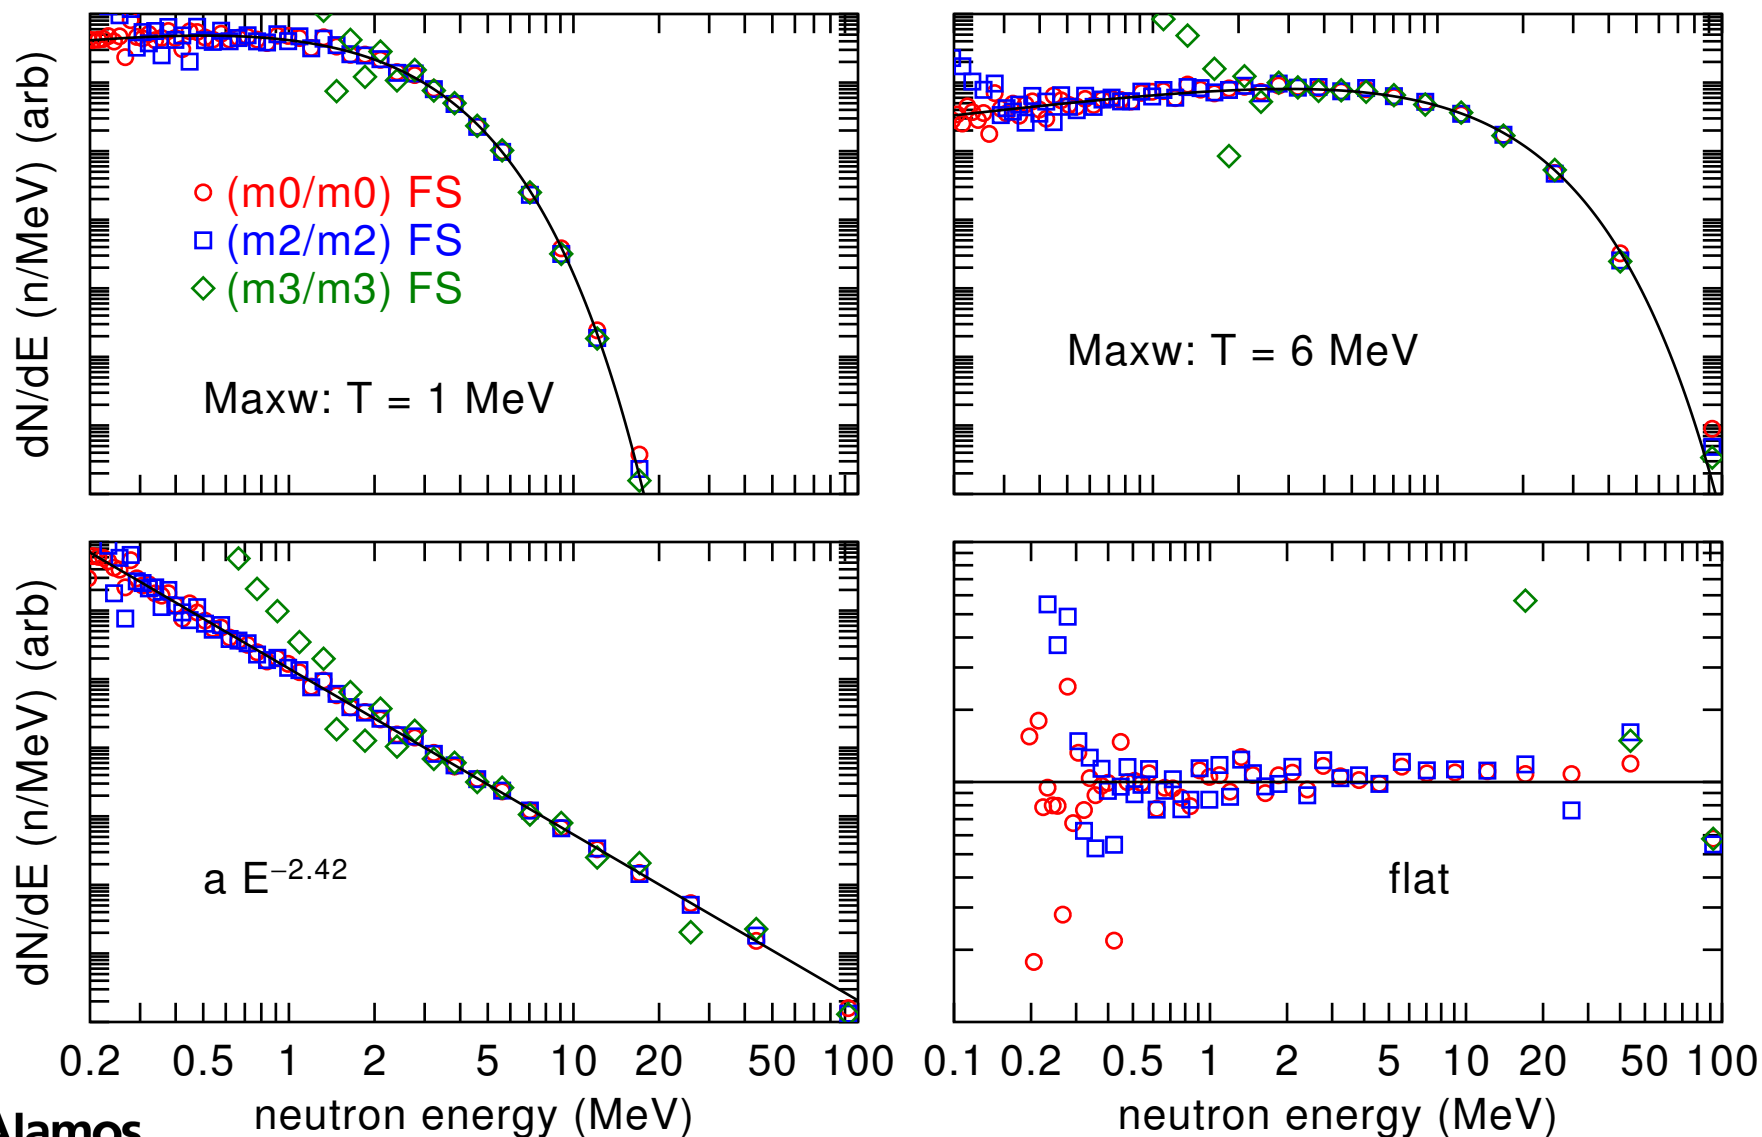 dN/dE (n/MeV) (arb)
(m0/m0) FS
(m2/m2) FS
(m3/m3) FS
Maxw: T = 1 MeV
Maxw: T = 6 MeV
dN/dE (n/MeV) (arb)
a E−2.42
flat
0.2 0.5 1 2 5 10 20 50 100
0.1 0.2 0.5 1 2 5 10 20 50 100
neutron energy (MeV)
neutron energy (MeV)
Alamos